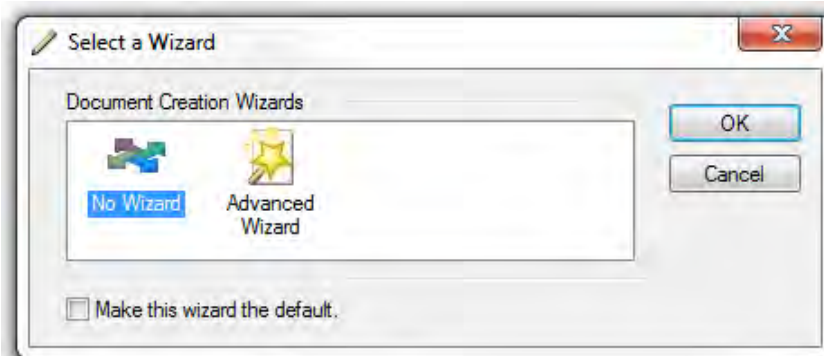 Select a Wizard
Document Creation Wizards
No Wizard
Advanced
Wizard
OK
Cancel
Make this wizard the default.